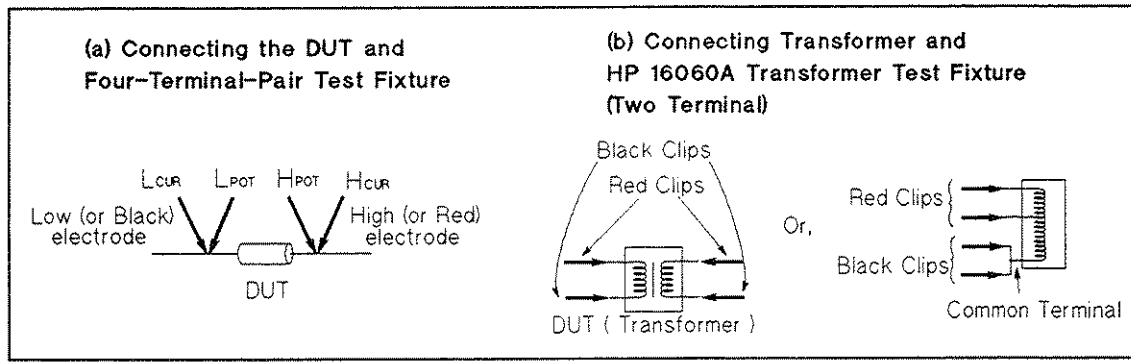 (a) Connecting the DUT and
Four-Terminal-Pair Test Fixture
LCUR LPOT HPOT HCUR
Low (or Black)
electrode
High (or Red)
electrode
DUT
(b) Connecting Transformer and
HP 16060A Transformer Test Fixture
(Two Terminal)
Black Clips
Red Clips
DUT ( Transformer )
Or,
Red Clips
Black Clips
Common Terminal